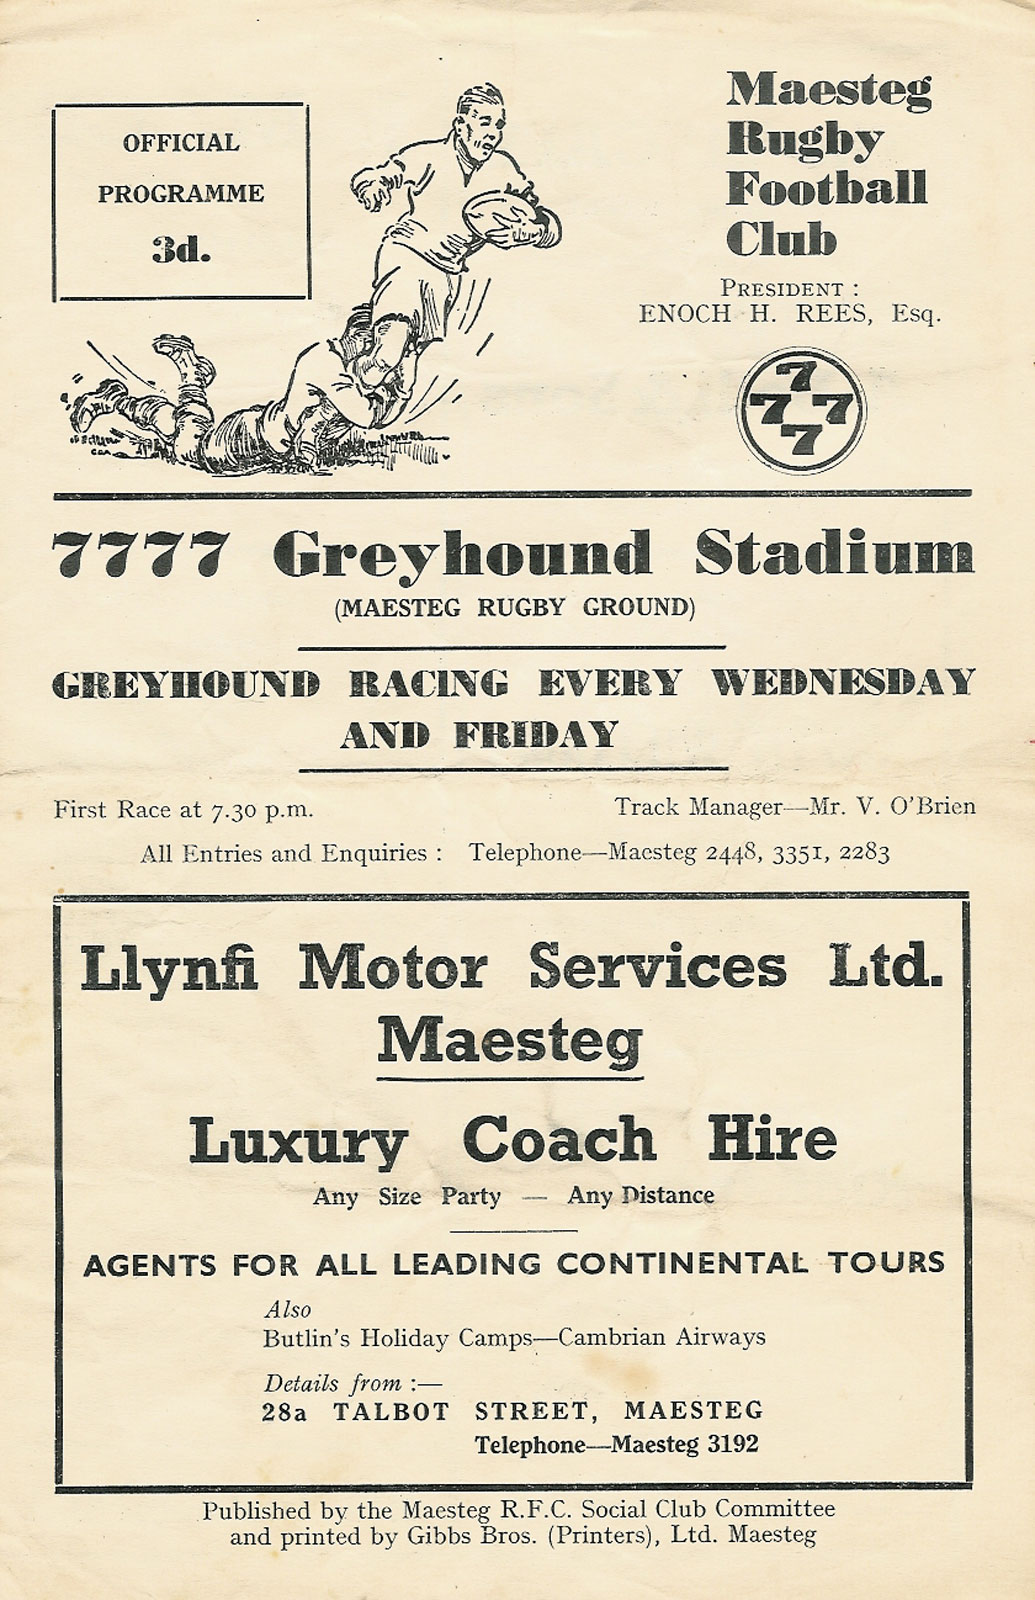 OFFICIAL
PROGRAMME
3d.
Maesteg
Rugby
Football
Club
PRESIDENT :
ENOCH H. REES, Esq.
7
7 7
7
7777 Greyhound Stadium
(MAESTEG RUGBY GROUND)
GREYHOUND RACING EVERY WEDNESDAY
AND FRIDAY
First Race at 7.30 p.m.
Track Manager—Mr. V. O'Brien
All Entries and Enquiries : Telephone—Maesteg 2448, 3351, 2283
Llynfi Motor Services Ltd.
Maesteg
Luxury Coach Hire
Any Size Party — Any Distance
AGENTS FOR ALL LEADING CONTINENTAL TOURS
Also
Butlin's Holiday Camps—Cambrian Airways
Details from :—
28a TALBOT STREET, MAESTEG
Telephone—Maesteg 3192
Published by the Maesteg R.F.C. Social Club Committee
and printed by Gibbs Bros. (Printers), Ltd. Maesteg